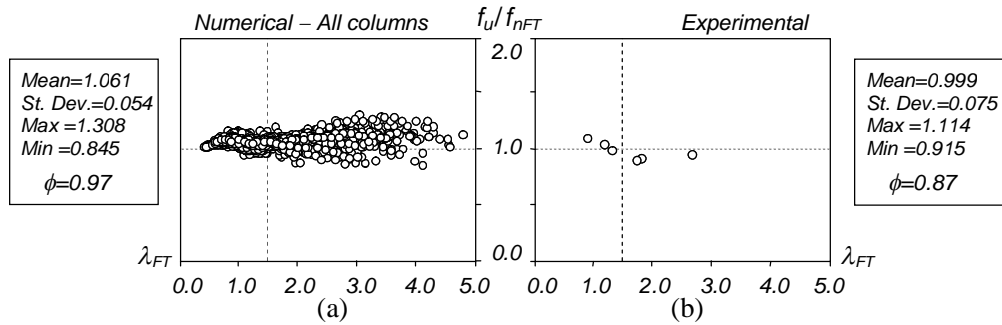 Numerical – All columns
f_u/f_nFT
Experimental
Mean=1.061
St. Dev.=0.054
Max =1.308
Min =0.845
ϕ=0.97
2.0
1.0
0.0
Mean=0.999
St. Dev.=0.075
Max =1.114
Min =0.915
ϕ=0.87
λ_FT
0.0 1.0 2.0 3.0 4.0 5.0
(a)
λ_FT
0.0 1.0 2.0 3.0 4.0 5.0
(b)